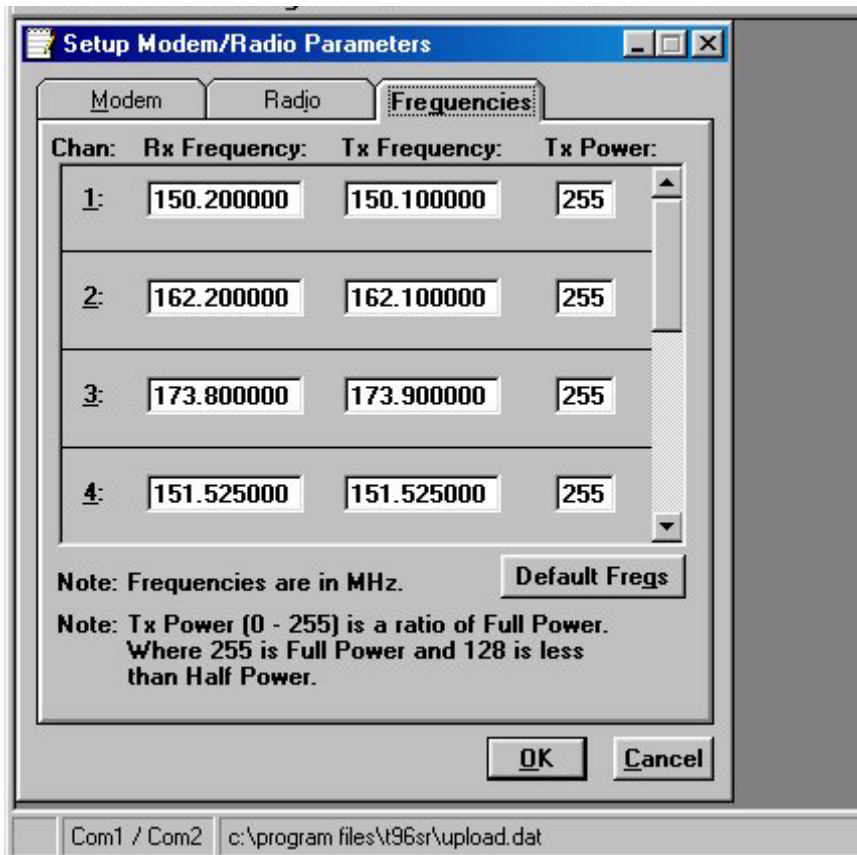 Setup Modem/Radio Parameters
Modem Radio Frequencies
Chan: Rx Frequency: Tx Frequency: Tx Power:
1: 150.200000 150.100000 255
2: 162.200000 162.100000 255
3: 173.800000 173.900000 255
4: 151.525000 151.525000 255
Default Freqs
Note: Frequencies are in MHz.
Note: Tx Power (0 - 255) is a ratio of Full Power.
Where 255 is Full Power and 128 is less
than Half Power.
OK Cancel
Com1 / Com2 c:\program files\t96sr\upload.dat